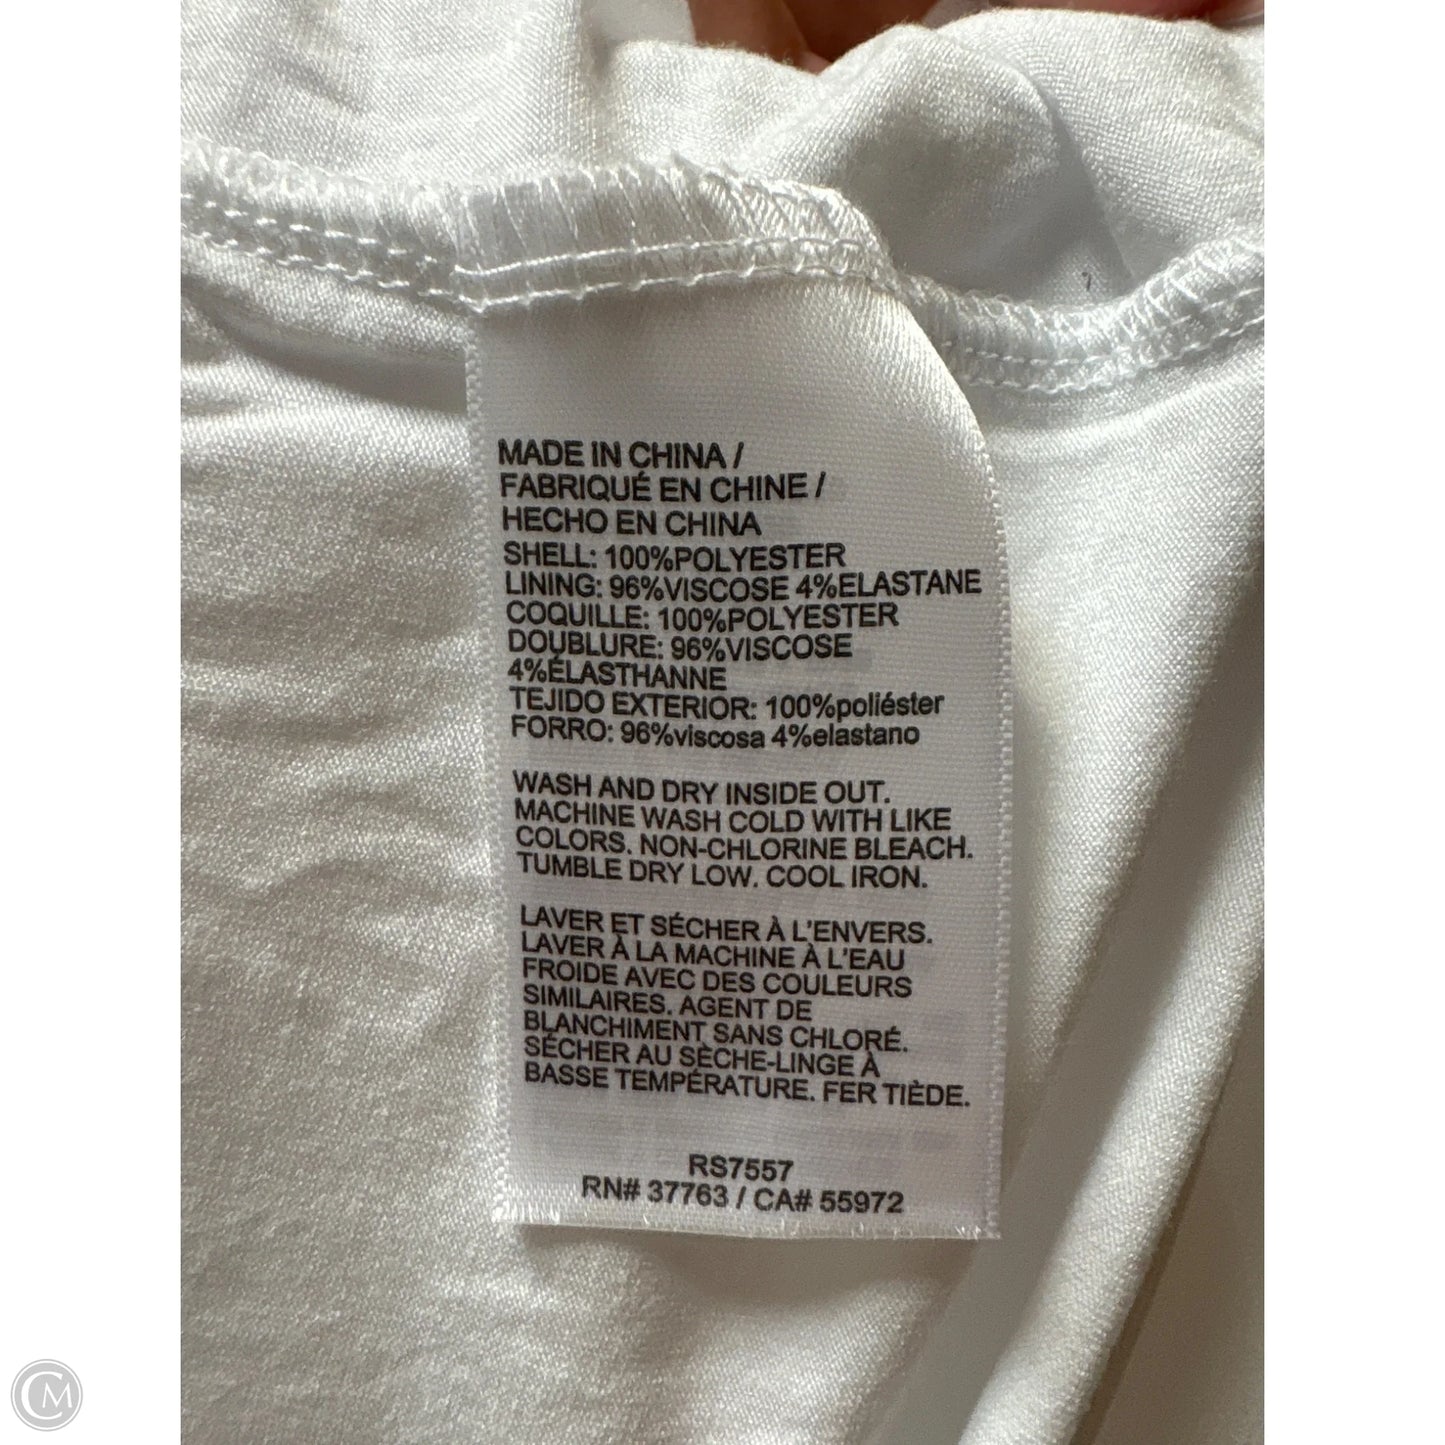 MADE IN CHINA /
FABRIQUÉ EN CHINE /
HECHO EN CHINA
SHELL: 100%POLYESTER
LINING: 96%VISCOSE 4%ELASTANE
COQUILLE: 100%POLYESTER
DOUBLURE: 96%VISCOSE
4%ÉLASTHANNE
TEJIDO EXTERIOR: 100%poliéster
FORRO: 96%viscosa 4%elastano
WASH AND DRY INSIDE OUT.
MACHINE WASH COLD WITH LIKE
COLORS. NON-CHLORINE BLEACH.
TUMBLE DRY LOW. COOL IRON.
LAVER ET SÉCHER À L'ENVERS.
LAVER À LA MACHINE À L'EAU
FROIDE AVEC DES COULEURS
SIMILAIRES. AGENT DE
BLANCHIMENT SANS CHLORÉ.
SÉCHER AU SÈCHE-LINGE À
BASSE TEMPÉRATURE. FER TIÈDE.
RS7557
RN# 37763 / CA# 55972
CM